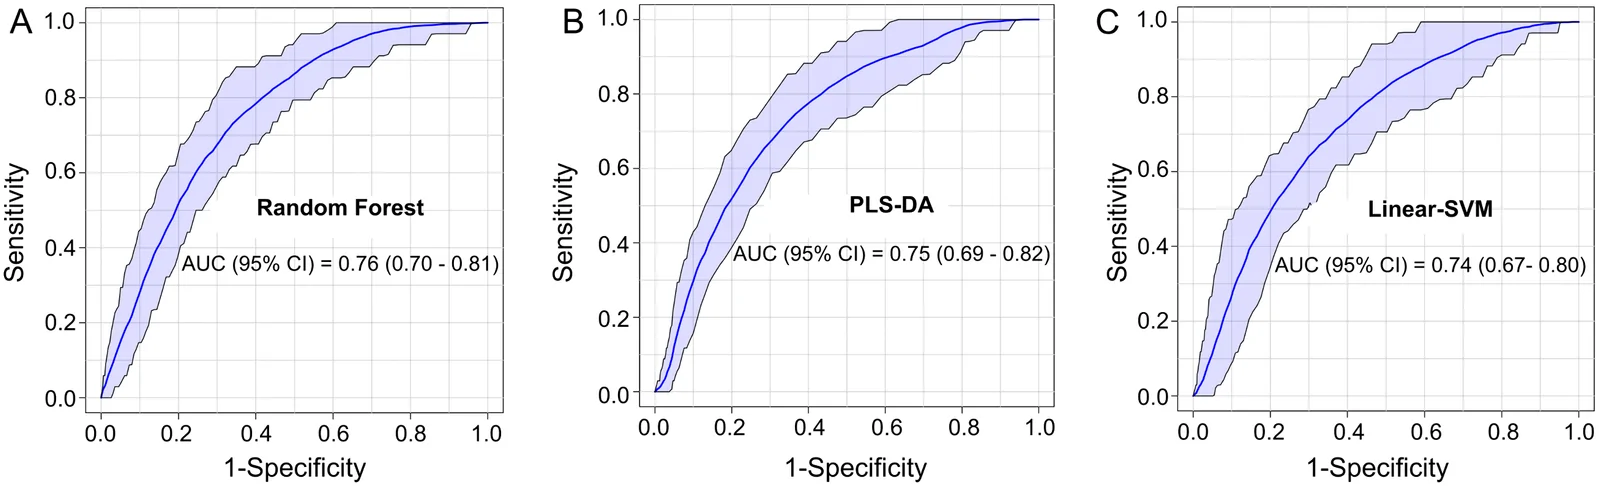 A
Sensitivity
1.0
0.8
0.6
0.4
0.2
0.0
Random Forest
AUC (95% CI) = 0.76 (0.70 - 0.81)
0.0 0.2 0.4 0.6 0.8 1.0
1-Specificity
B
Sensitivity
1.0
0.8
0.6
0.4
0.2
0.0
PLS-DA
AUC (95% CI) = 0.75 (0.69 - 0.82)
0.0 0.2 0.4 0.6 0.8 1.0
1-Specificity
C
Sensitivity
1.0
0.8
0.6
0.4
0.2
0.0
Linear-SVM
AUC (95% CI) = 0.74 (0.67- 0.80)
0.0 0.2 0.4 0.6 0.8 1.0
1-Specificity